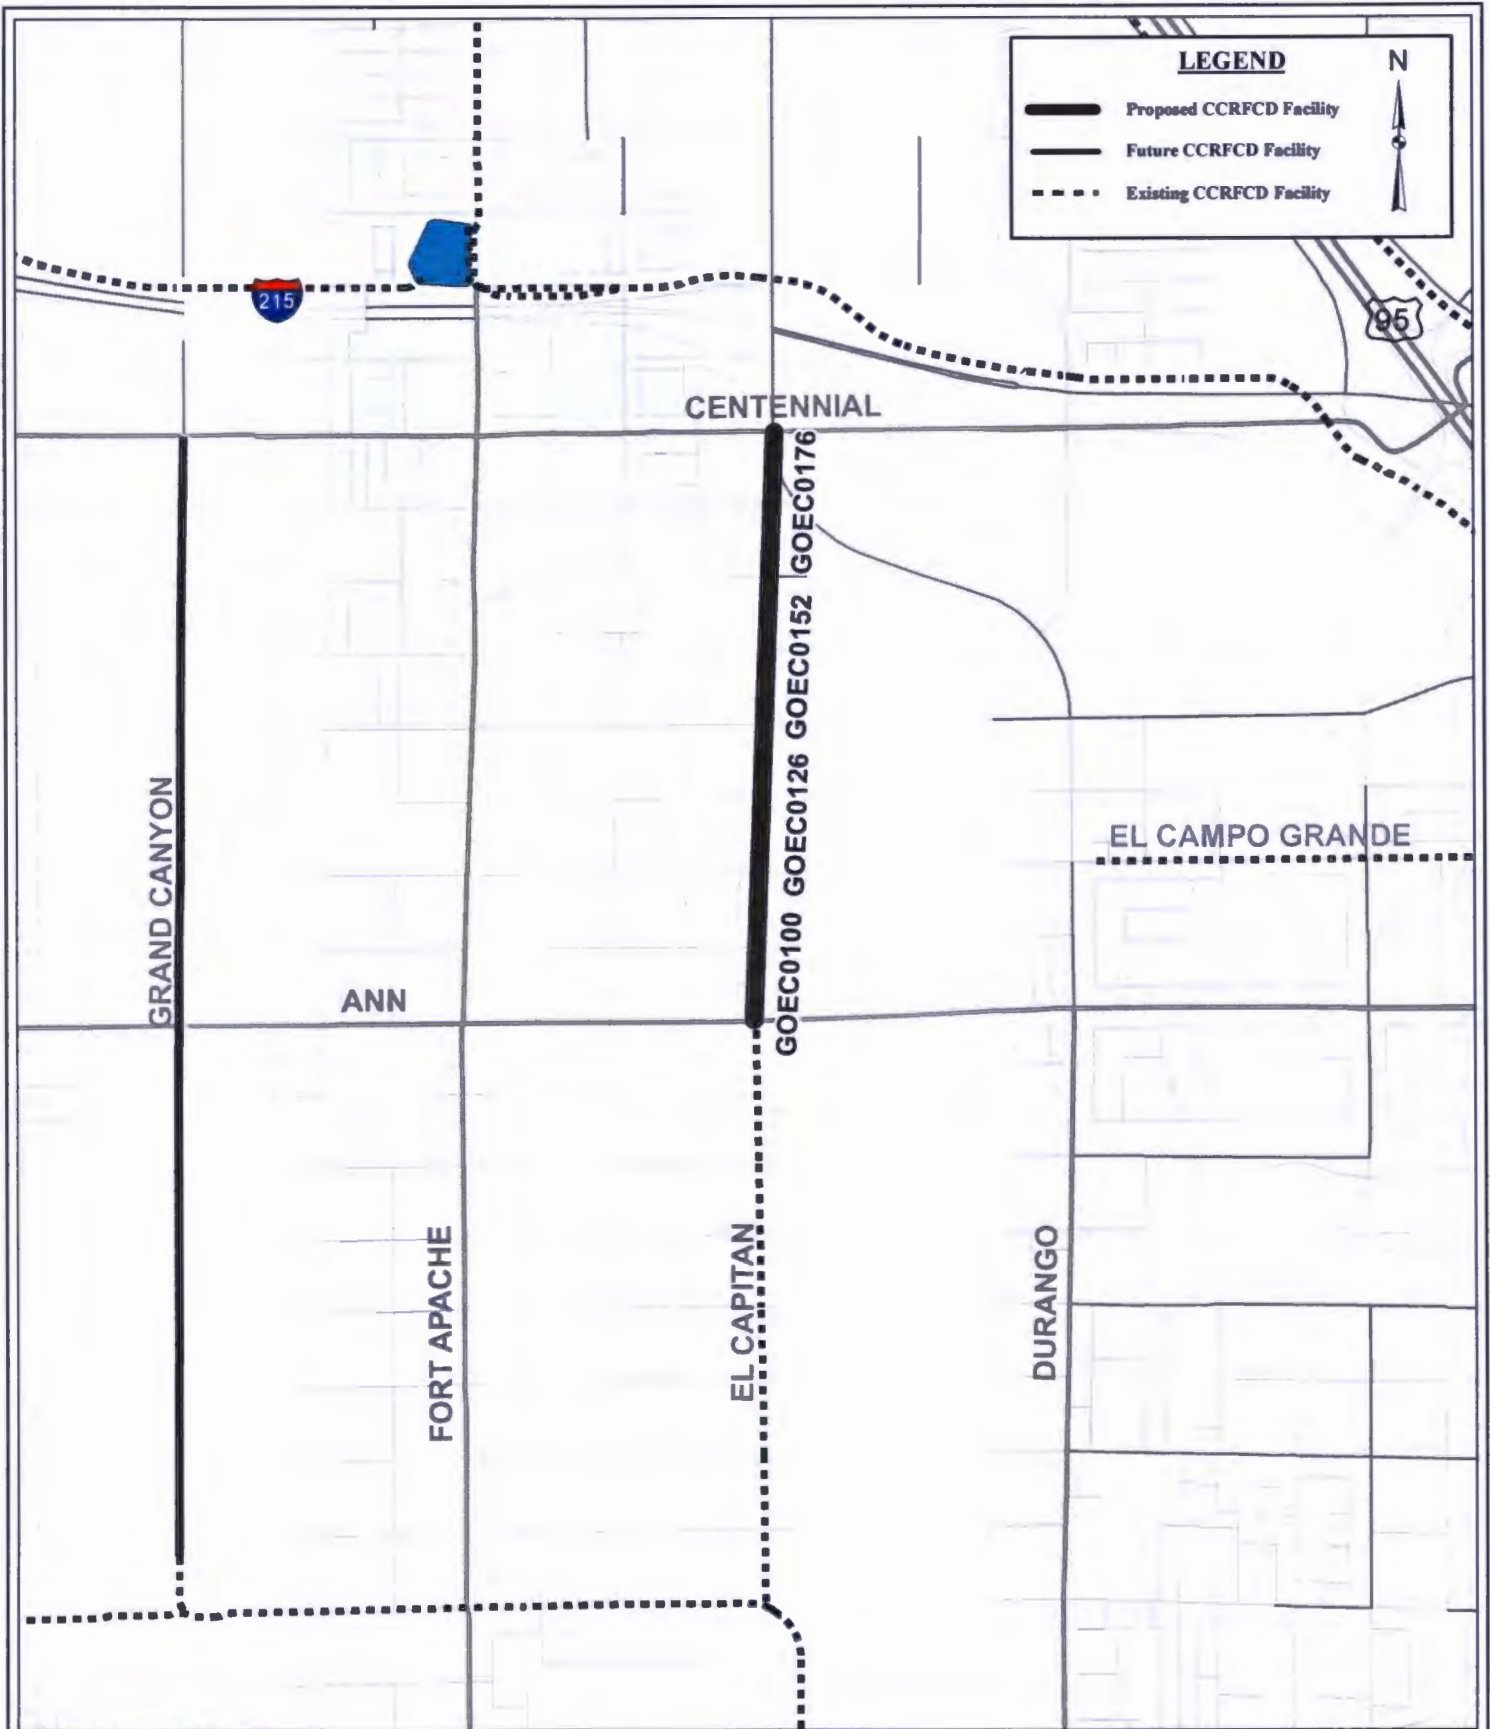 LEGEND
N
Proposed CCRFCD Facility
Future CCRFCD Facility
Existing CCRFCD Facility
215
95
CENTENNIAL
GOEC0100 GOEC0126 GOEC0152 GOEC0176
GRAND CANYON
EL CAMPO GRANDE
ANN
FORT APACHE
EL CAPITAN
DURANGO